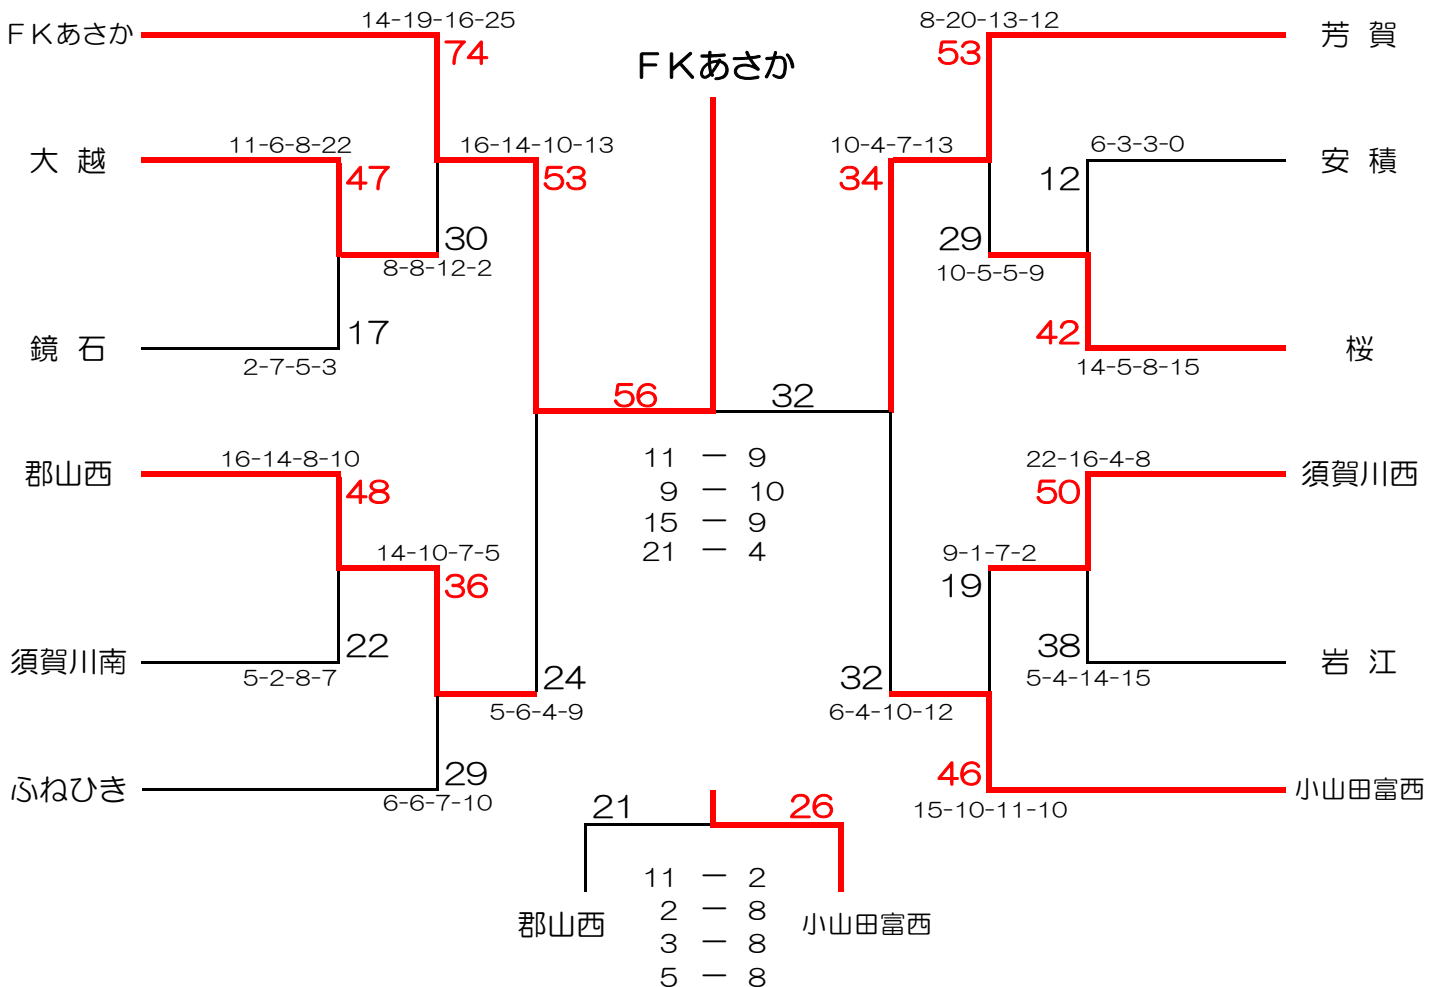 14-19-16-25
8-20-13-12
ＦＫあさか
芳 賀
74
53
ＦＫあさか
11-6-8-22
16-14-10-13
10-4-7-13
6-3-3-0
大 越
安 積
47
53
34
12
30
29
8-8-12-2
10-5-5-9
17
42
鏡 石
桜
2-7-5-3
14-5-8-15
56
32
16-14-8-10
11 － 9
22-16-4-8
郡山西
須賀川西
48
9 － 10
50
15 － 9
14-10-7-5
21 － 4
9-1-7-2
36
19
22
38
須賀川南
岩 江
5-2-8-7
24
32
5-4-14-15
5-6-4-9
6-4-10-12
29
46
ふねひき
小山田富西
6-6-7-10
21
26
15-10-11-10
11 － 2
2 － 8
郡山西
小山田富西
3 － 8
5 － 8